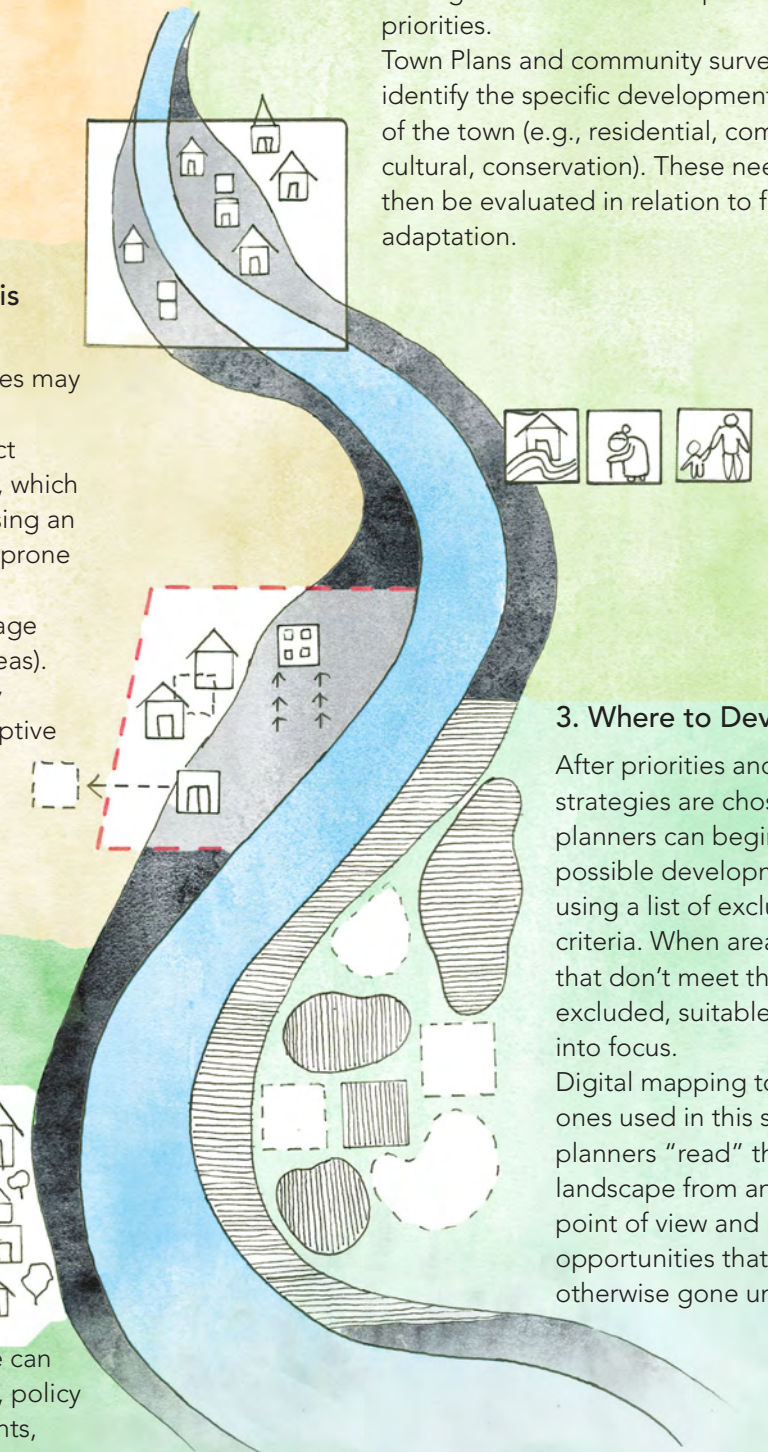 priorities.
Town Plans and community surve
identify the specific development
of the town (e.g., residential, com
cultural, conservation). These nee
then be evaluated in relation to f
adaptation.
is
es may
ct
, which
sing an
prone
age
eas).
ptive
3. Where to Dev
After priorities and
strategies are chos
planners can begin
possible developm
using a list of exclu
criteria. When area
that don't meet th
excluded, suitable
into focus.
Digital mapping to
ones used in this s
planners "read" th
landscape from an
point of view and
opportunities that
otherwise gone un
e can
, policy
nts,